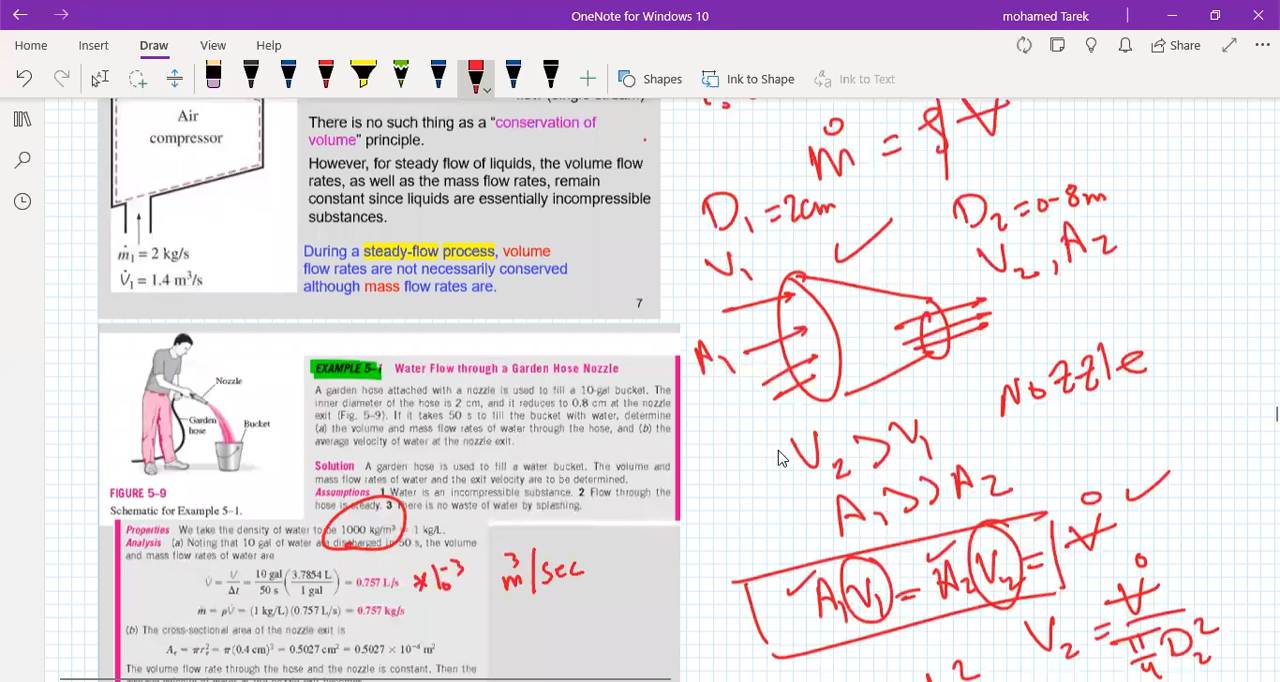 OneNote for Windows 10
mohamed Tarek
Home Insert Draw View Help
Share
Shapes
Ink to Shape
Ink to Text
Air
compressor
ṁ₁ = 2 kg/s
V̇₁ = 1.4 m³/s
There is no such thing as a “conservation of
volume” principle.
However, for steady flow of liquids, the volume flow
rates, as well as the mass flow rates, remain
constant since liquids are essentially incompressible
substances.
During a steady-flow process, volume
flow rates are not necessarily conserved
although mass flow rates are.
7
Nozzle
Garden
hose
Bucket
FIGURE 5-9
Schematic for Example 5-1.
EXAMPLE 5- Water Flow through a Garden Hose Nozzle
A garden hose attached with a nozzle is used to fill a 10-gal bucket. The
inner diameter of the hose is 2 cm, and it reduces to 0.8 cm at the nozzle
exit (Fig. 5-9). If it takes 50 s to fill the bucket with water, determine
(a) the volume and mass flow rates of water through the hose, and (b) the
average velocity of water at the nozzle exit.
Solution A garden hose is used to fill a water bucket. The volume and
mass flow rates of water and the exit velocity are to be determined.
Assumptions 1 Water is an incompressible substance. 2 Flow through the
hose is steady. 3 There is no waste of water by splashing.
Properties We take the density of water to be 1000 kg/m³ = 1 kg/L.
Analysis (a) Noting that 10 gal of water are discharged in 50 s, the volume
and mass flow rates of water are
V̇ = V/Δt = 10 gal/50 s (3.7854 L/1 gal) = 0.757 L/s
ṁ = ρV̇ = (1 kg/L)(0.757 L/s) = 0.757 kg/s
(b) The cross-sectional area of the nozzle exit is
Aₑ = πrₑ² = π(0.4 cm)² = 0.5027 cm² = 0.5027 × 10⁻⁴ m²
The volume flow rate through the hose and the nozzle is constant. Then the
*10⁻³ m³/sec
ṁ = ρV
D₁ = 2cm
D₂ = 0-8m
V₁
V₂, A₂
A₁
Nozzle
V₂ > V₁
A₁ >> A₂
A₁V₁ = A₂V₂ = V̇
V₂ = V̇/(π/4 D₂²)